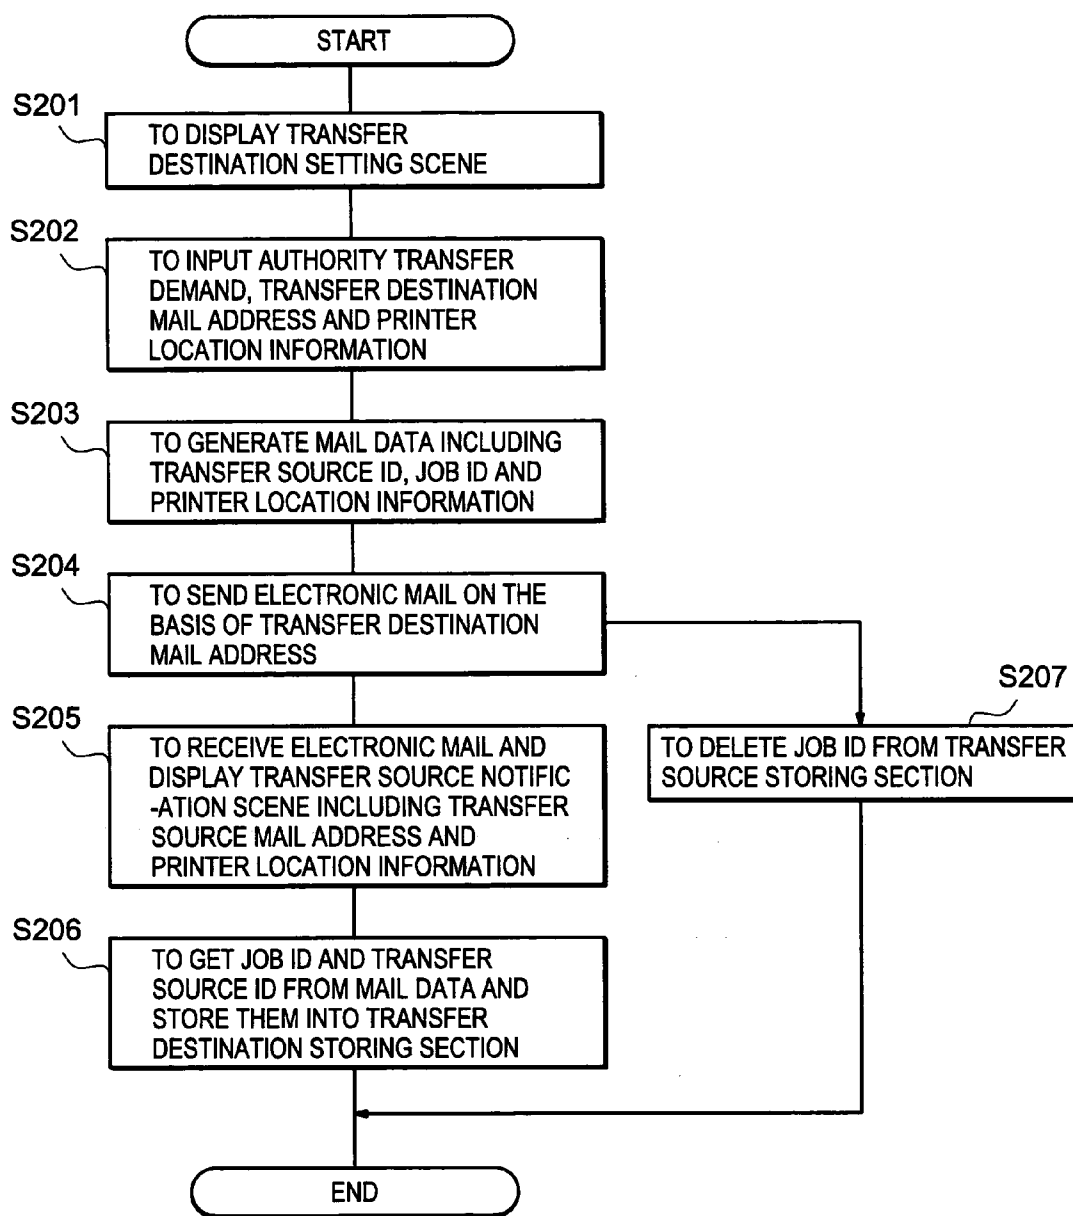 START
S201
TO DISPLAY TRANSFER
DESTINATION SETTING SCENE
S202
TO INPUT AUTHORITY TRANSFER
DEMAND, TRANSFER DESTINATION
MAIL ADDRESS AND PRINTER
LOCATION INFORMATION
S203
TO GENERATE MAIL DATA INCLUDING
TRANSFER SOURCE ID, JOB ID AND
PRINTER LOCATION INFORMATION
S204
TO SEND ELECTRONIC MAIL ON THE
BASIS OF TRANSFER DESTINATION
MAIL ADDRESS
S205
TO RECEIVE ELECTRONIC MAIL AND
DISPLAY TRANSFER SOURCE NOTIFIC
-ATION SCENE INCLUDING TRANSFER
SOURCE MAIL ADDRESS AND
PRINTER LOCATION INFORMATION
S207
TO DELETE JOB ID FROM TRANSFER
SOURCE STORING SECTION
S206
TO GET JOB ID AND TRANSFER
SOURCE ID FROM MAIL DATA AND
STORE THEM INTO TRANSFER
DESTINATION STORING SECTION
END